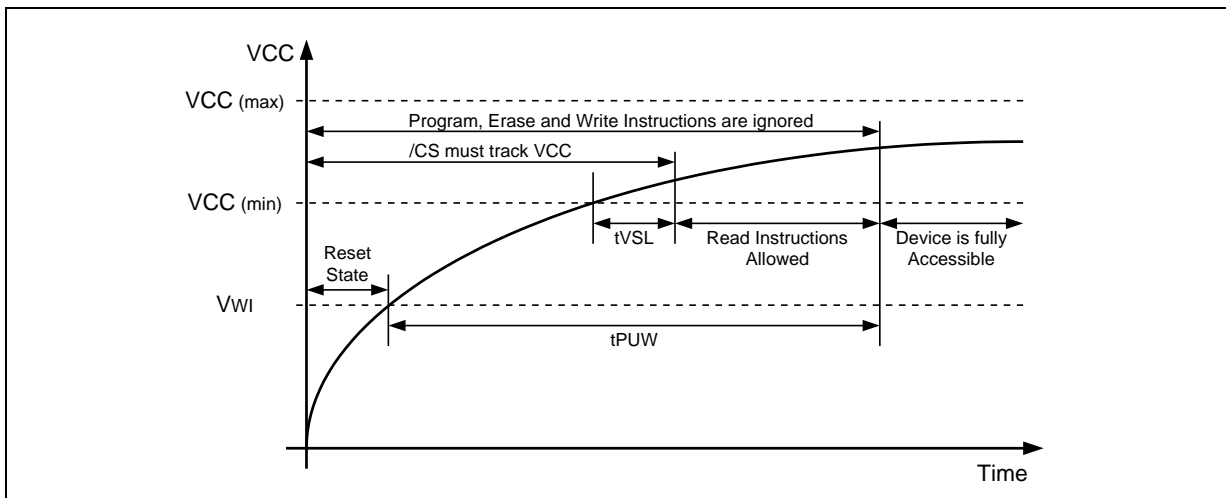 VCC
VCC (max)
Program, Erase and Write Instructions are ignored
/CS must track VCC
VCC (min)
tVSL
Read Instructions
Allowed
Device is fully
Accessible
Reset
State
VWI
tPUW
Time